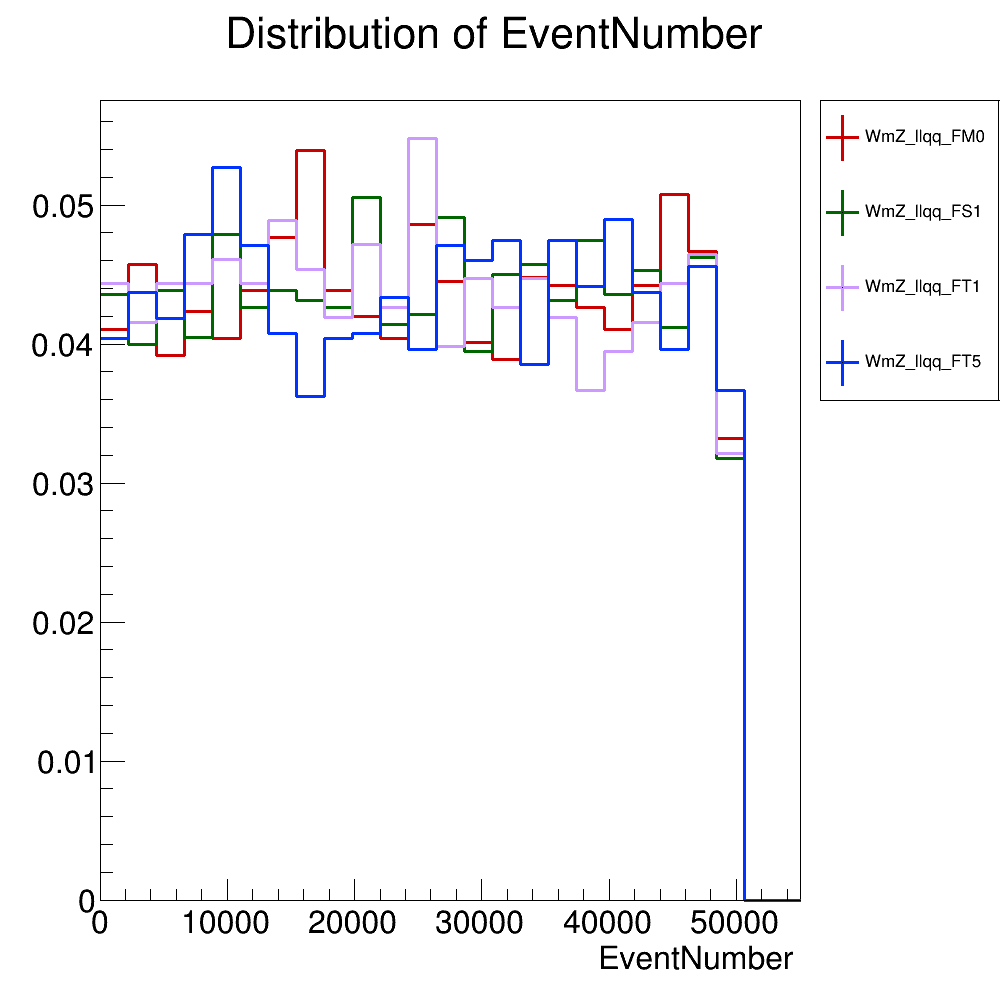 Distribution of EventNumber
WmZ_llqq_FM0
WmZ_llqq_FS1
WmZ_llqq_FT1
WmZ_llqq_FT5
0.05
0.04
0.03
0.02
0.01
0
0 10000 20000 30000 40000 50000
EventNumber